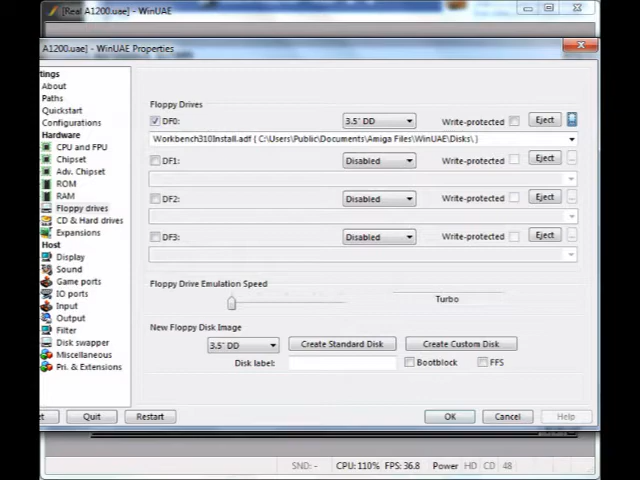 [Real A1200.uae] - WinUAE
A1200.uae] - WinUAE Properties
tings
About
Paths
Quickstart
Configurations
Hardware
CPU and FPU
Chipset
Adv. Chipset
ROM
RAM
Floppy drives
CD & Hard drives
Expansions
Host
Display
Sound
Game ports
IO ports
Input
Output
Filter
Disk swapper
Miscellaneous
Pri. & Extensions
Floppy Drives
DF0: 3.5" DD Write-protected Eject ...
Workbench310Install.adf { C:\Users\Public\Documents\Amiga Files\WinUAE\Disks\ }
DF1: Disabled Write-protected Eject ...
DF2: Disabled Write-protected Eject ...
DF3: Disabled Write-protected Eject ...
Floppy Drive Emulation Speed
Turbo
New Floppy Disk Image
3.5" DD Create Standard Disk Create Custom Disk
Disk label: Bootblock FFS
et Quit Restart OK Cancel Help
SND: - CPU: 110% FPS: 36.8 Power HD CD 48